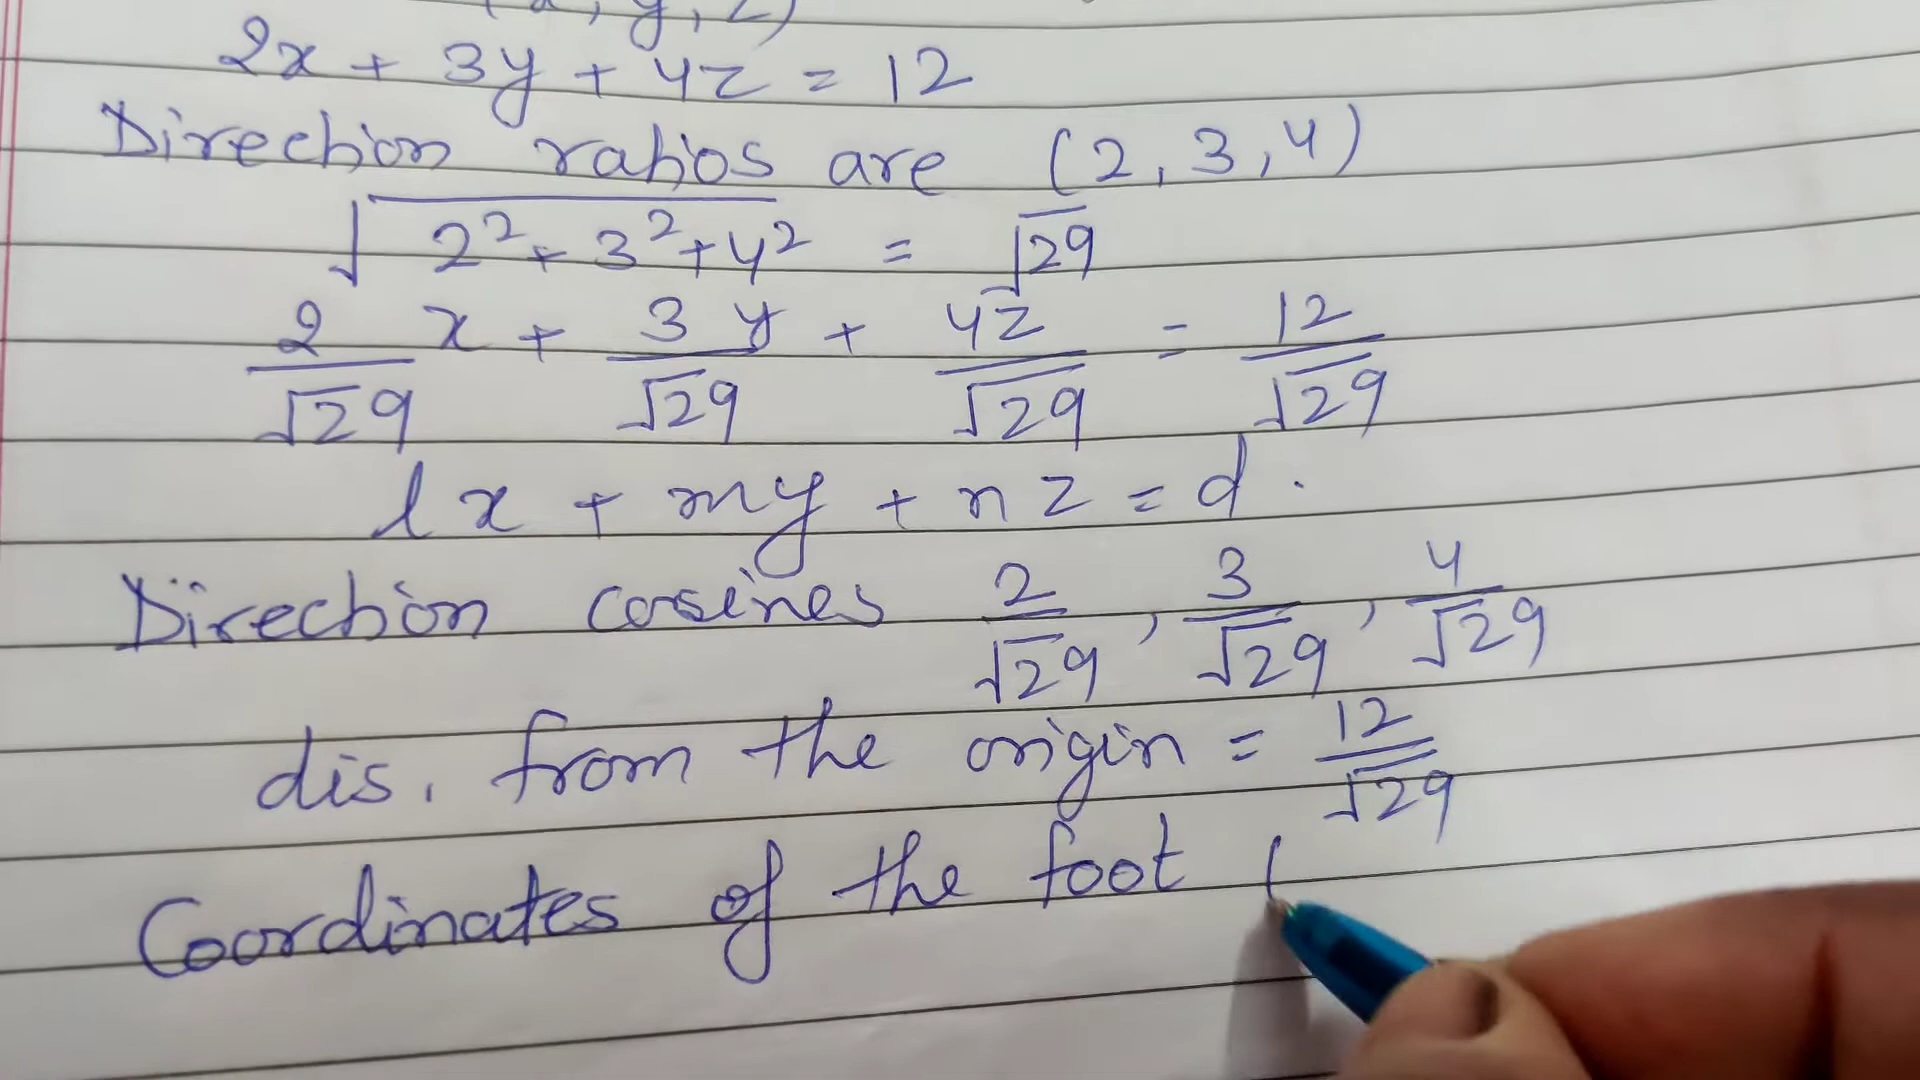 2x + 3y + 4z = 12
Direction ratios are (2, 3, 4)
√(2² + 3² + 4²) = √29
2/√29 x + 3y/√29 + 4z/√29 = 12/√29
lx + my + nz = d.
Direction cosines 2/√29, 3/√29, 4/√29
dis. from the origin = 12/√29
Coordinates of the foot (